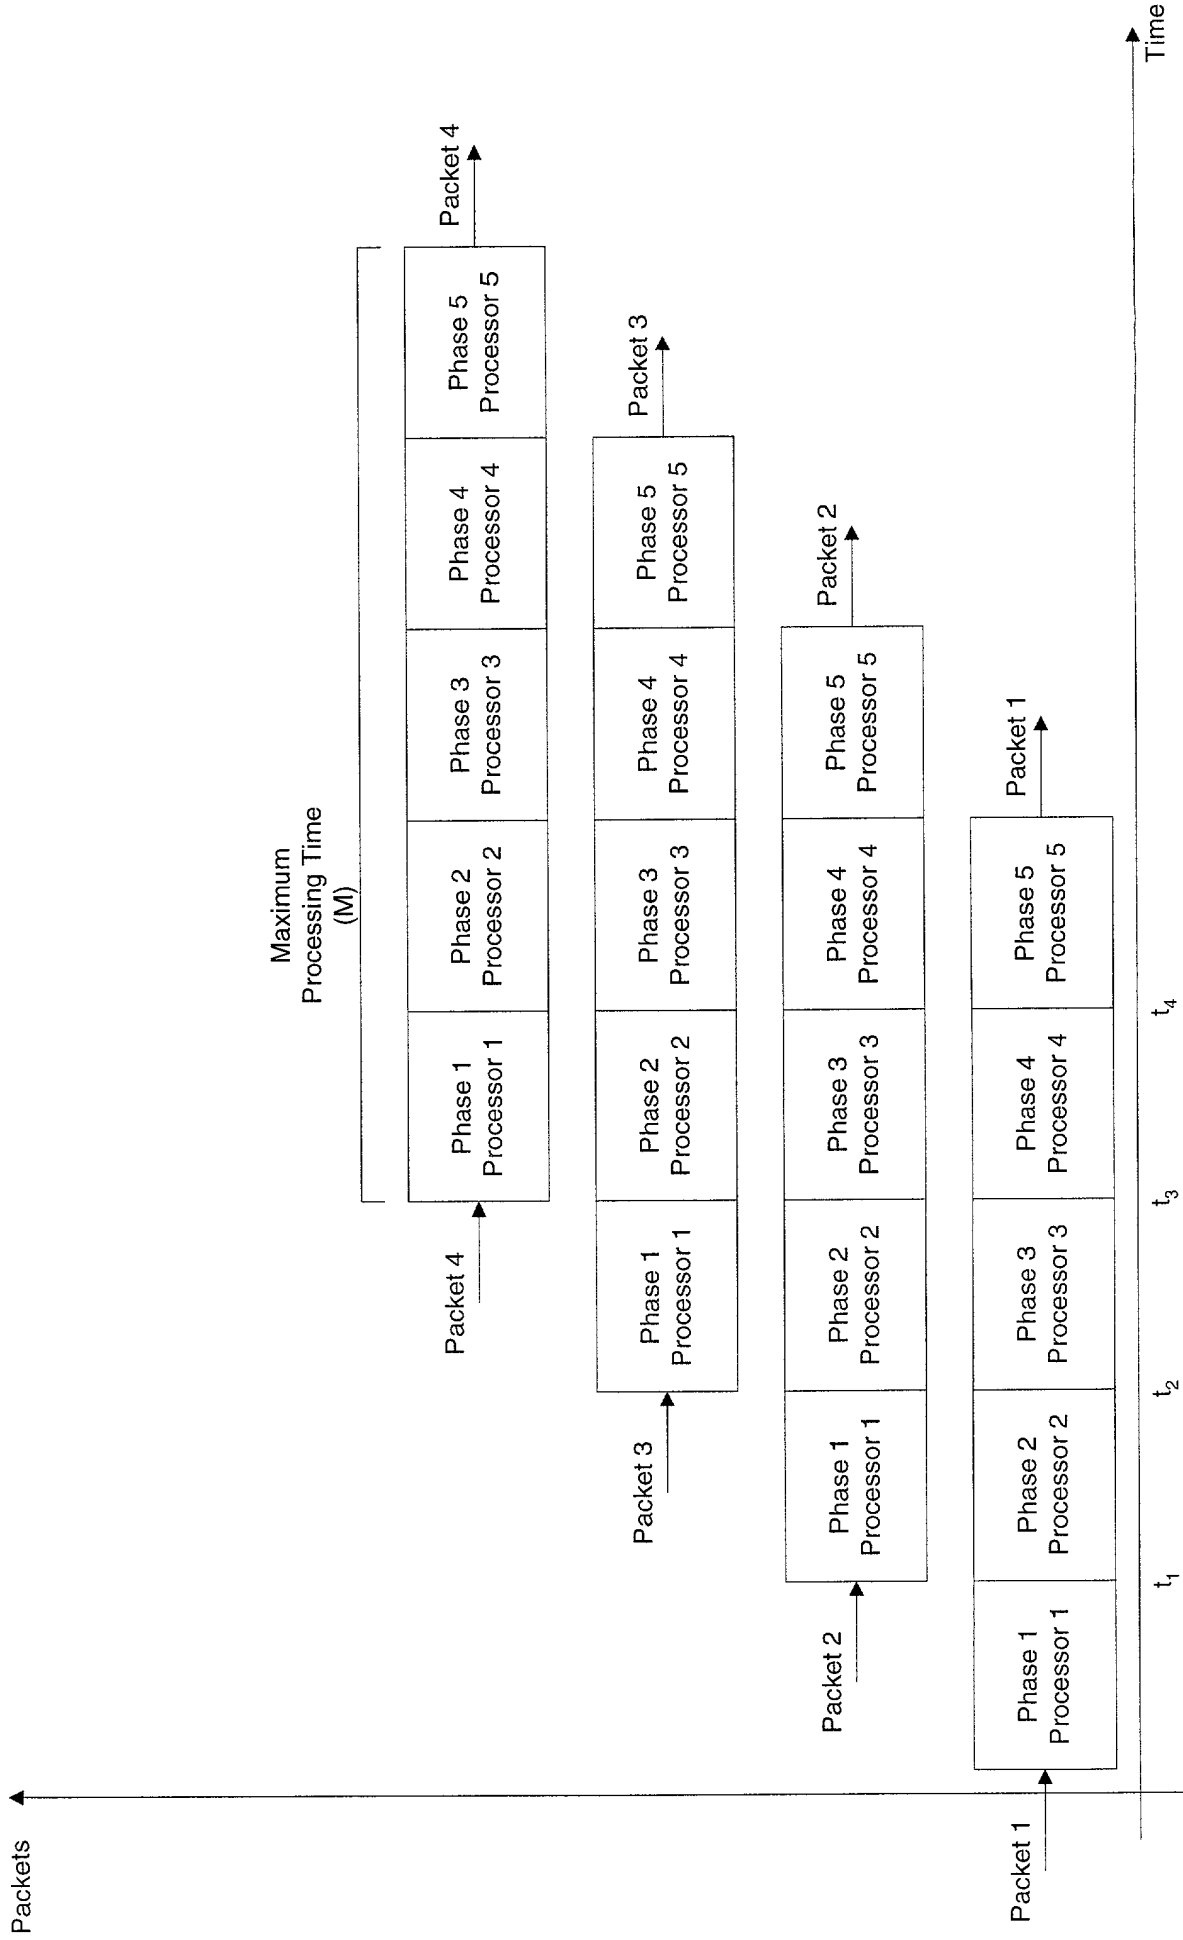 Packets
Maximum
Processing Time
(M)
Packet 4
Phase 1
Processor 1
Phase 2
Processor 2
Phase 3
Processor 3
Phase 4
Processor 4
Phase 5
Processor 5
Packet 4
Packet 3
Phase 1
Processor 1
Phase 2
Processor 2
Phase 3
Processor 3
Phase 4
Processor 4
Phase 5
Processor 5
Packet 3
Packet 2
Phase 1
Processor 1
Phase 2
Processor 2
Phase 3
Processor 3
Phase 4
Processor 4
Phase 5
Processor 5
Packet 2
Packet 1
Phase 1
Processor 1
Phase 2
Processor 2
Phase 3
Processor 3
Phase 4
Processor 4
Phase 5
Processor 5
Packet 1
t1
t2
t3
t4
Time